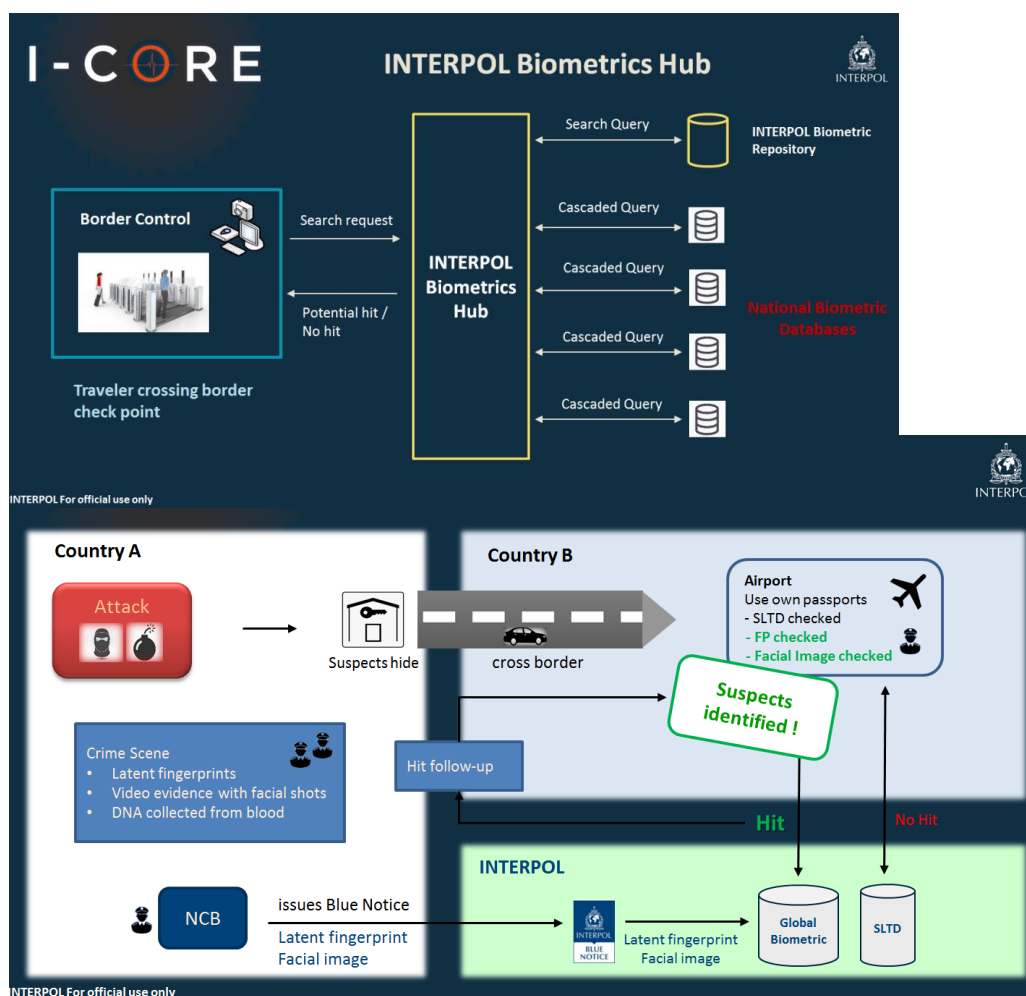 I-CORE
INTERPOL Biometrics Hub
INTERPOL
Search Query
INTERPOL Biometric
Repository
Border Control
Search request
Potential hit /
No hit
Traveler crossing border
check point
INTERPOL
Biometrics
Hub
Cascaded Query
Cascaded Query
Cascaded Query
Cascaded Query
National Biometric
Databases
INTERPOL For official use only
INTERPO
Country A
Attack
Suspects hide
cross border
Country B
Airport
Use own passports
- SLTD checked
- FP checked
- Facial Image checked
Suspects
identified !
Crime Scene
• Latent fingerprints
• Video evidence with facial shots
• DNA collected from blood
Hit follow-up
Hit
No Hit
INTERPOL
NCB
issues Blue Notice
Latent fingerprint
Facial image
INTERPOL
BLUE
NOTICE
Latent fingerprint
Facial image
Global
Biometric
SLTD
INTERPOL For official use only